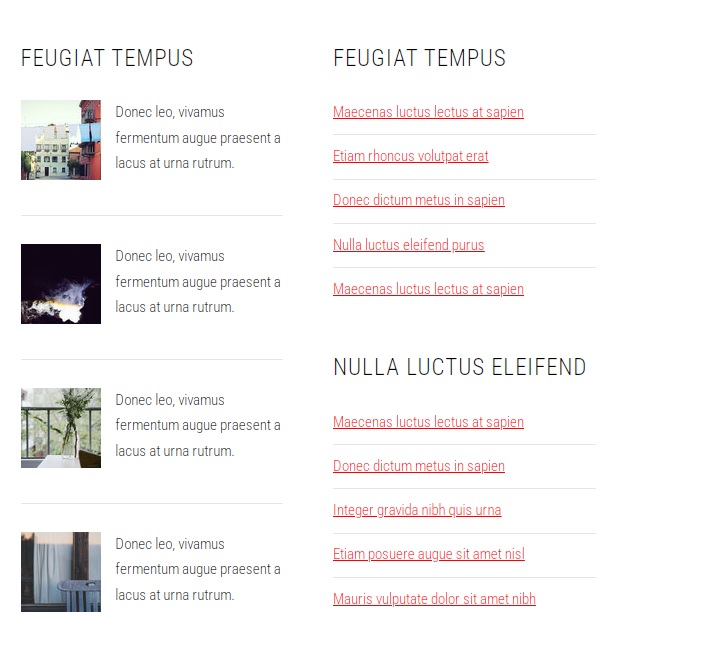 FEUGIAT TEMPUS
Donec leo, vivamus
fermentum augue praesent a
lacus at urna rutrum.
Donec leo, vivamus
fermentum augue praesent a
lacus at urna rutrum.
Donec leo, vivamus
fermentum augue praesent a
lacus at urna rutrum.
Donec leo, vivamus
fermentum augue praesent a
lacus at urna rutrum.
FEUGIAT TEMPUS
Maecenas luctus lectus at sapien
Etiam rhoncus volutpat erat
Donec dictum metus in sapien
Nulla luctus eleifend purus
Maecenas luctus lectus at sapien
NULLA LUCTUS ELEIFEND
Maecenas luctus lectus at sapien
Donec dictum metus in sapien
Integer gravida nibh quis urna
Etiam posuere augue sit amet nisl
Mauris vulputate dolor sit amet nibh